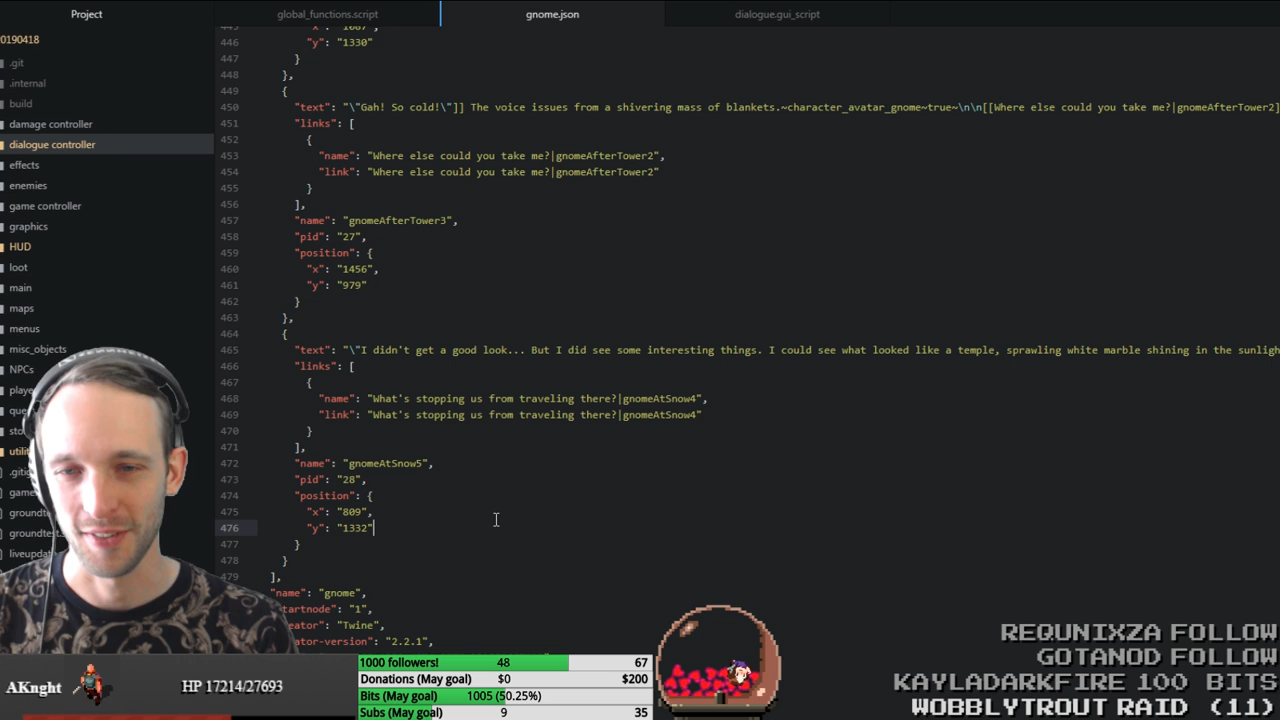 Project
global_functions.script
gnome.json
dialogue.gui_script
0190418
.git
.internal
build
damage controller
dialogue controller
effects
enemies
game controller
graphics
HUD
loot
main
maps
menus
misc_objects
NPCs
446 "y": "1330"
447 }
448 },
449 {
450 "text": "\"Gah! So cold!\"]] The voice issues from a shivering mass of blankets.~character_avatar_gnome~true~\n\n[[Where else could you take me?|gnomeAfterTower2]
451 "links": [
452 {
453 "name": "Where else could you take me?|gnomeAfterTower2",
454 "link": "Where else could you take me?|gnomeAfterTower2"
455 }
456 ],
457 "name": "gnomeAfterTower3",
458 "pid": "27",
459 "position": {
460 "x": "1456",
461 "y": "979"
462 }
463 },
464 {
465 "text": "\"I didn't get a good look... But I did see some interesting things. I could see what looked like a temple, sprawling white marble shining in the sunligh
466 "links": [
467 {
468 "name": "What's stopping us from traveling there?|gnomeAtSnow4",
469 "link": "What's stopping us from traveling there?|gnomeAtSnow4"
470 }
471 ],
472 "name": "gnomeAtSnow5",
473 "pid": "28",
474 "position": {
475 "x": "809",
476 "y": "1332"
477 }
478 }
479 ],
"name": "gnome",
startnode": "1",
eator": "Twine",
ator-version": "2.2.1",
AKnght
HP 17214/27693
1000 followers! 48 67
Donations (May goal) $0 $200
Bits (May goal) 1005 (50.25%)
Subs (May goal) 9 35
REQUNIXZA FOLLOW
GOTANOD FOLLOW
KAYLADARKFIRE 100 BITS
WOBBLYTROUT RAID (11)